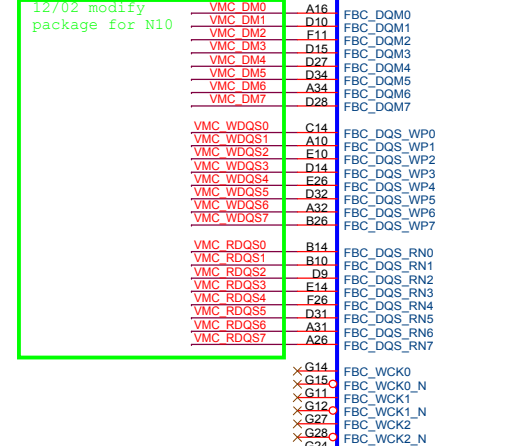 12/02 modify
package for N10
VMC_DM0 A16 FBC_DQM0
VMC_DM1 D10 FBC_DQM1
VMC_DM2 F11 FBC_DQM2
VMC_DM3 D15 FBC_DQM3
VMC_DM4 D27 FBC_DQM4
VMC_DM5 D34 FBC_DQM5
VMC_DM6 A34 FBC_DQM6
VMC_DM7 D28 FBC_DQM7
VMC_WDQS0 C14 FBC_DQS_WP0
VMC_WDQS1 A10 FBC_DQS_WP1
VMC_WDQS2 E10 FBC_DQS_WP2
VMC_WDQS3 D14 FBC_DQS_WP3
VMC_WDQS4 E26 FBC_DQS_WP4
VMC_WDQS5 D32 FBC_DQS_WP5
VMC_WDQS6 A32 FBC_DQS_WP6
VMC_WDQS7 B26 FBC_DQS_WP7
VMC_RDQS0 B14 FBC_DQS_RN0
VMC_RDQS1 B10 FBC_DQS_RN1
VMC_RDQS2 D9 FBC_DQS_RN2
VMC_RDQS3 E14 FBC_DQS_RN3
VMC_RDQS4 F26 FBC_DQS_RN4
VMC_RDQS5 D31 FBC_DQS_RN5
VMC_RDQS6 A31 FBC_DQS_RN6
VMC_RDQS7 A26 FBC_DQS_RN7
G14 FBC_WCK0
G15 FBC_WCK0_N
G11 FBC_WCK1
G12 FBC_WCK1_N
G27 FBC_WCK2
G28 FBC_WCK2_N
G24